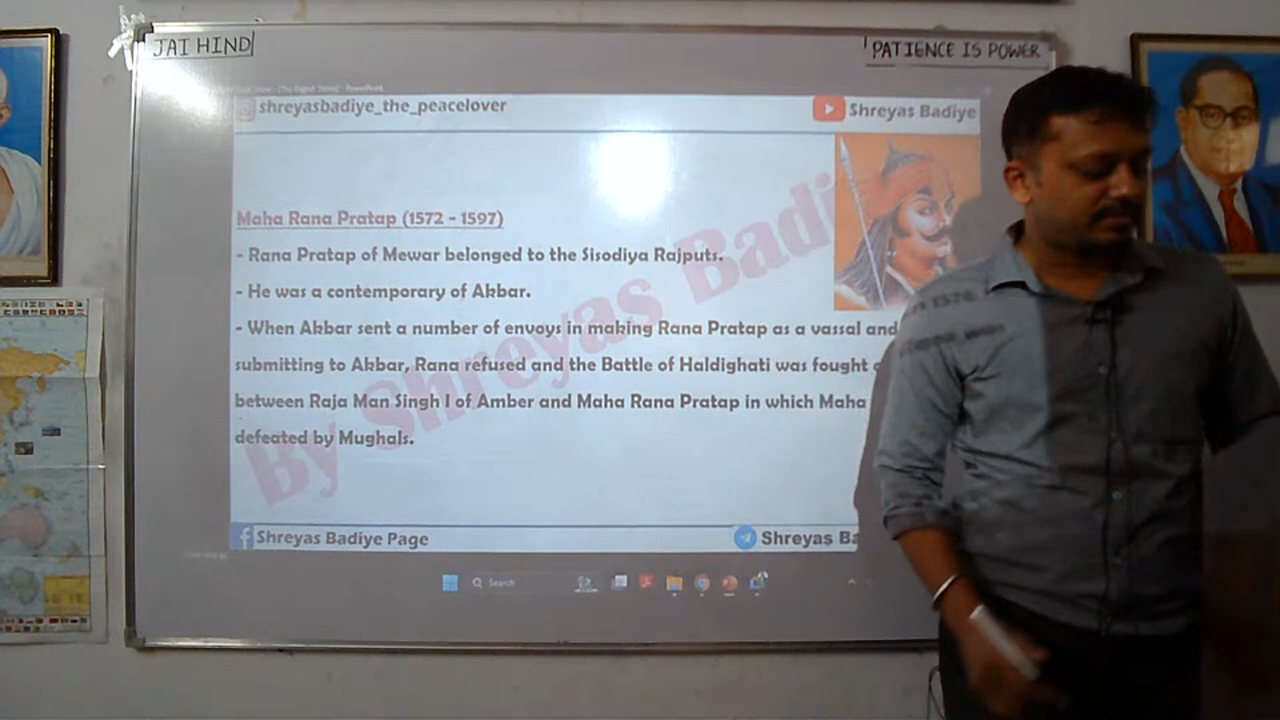 JAI HIND
PATIENCE IS POWER
shreyasbadiye_the_peacelover
Shreyas Badiye
Maha Rana Pratap (1572 - 1597)
- Rana Pratap of Mewar belonged to the Sisodiya Rajputs.
- He was a contemporary of Akbar.
- When Akbar sent a number of envoys in making Rana Pratap as a vassal and
submitting to Akbar, Rana refused and the Battle of Haldighati was fought
between Raja Man Singh I of Amber and Maha Rana Pratap in which Maha
defeated by Mughals.
By Shreyas Badi
Shreyas Badiye Page
Shreyas Ba
Search